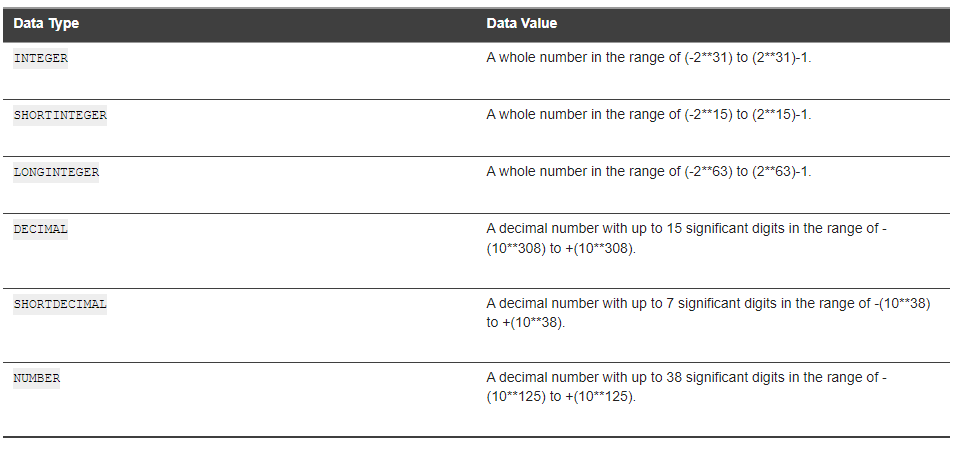 Data Type Data Value
INTEGER A whole number in the range of (-2**31) to (2**31)-1.
SHORTINTEGER A whole number in the range of (-2**15) to (2**15)-1.
LONGINTEGER A whole number in the range of (-2**63) to (2**63)-1.
DECIMAL A decimal number with up to 15 significant digits in the range of -
(10**308) to +(10**308).
SHORTDECIMAL A decimal number with up to 7 significant digits in the range of -(10**38)
to +(10**38).
NUMBER A decimal number with up to 38 significant digits in the range of -
(10**125) to +(10**125).